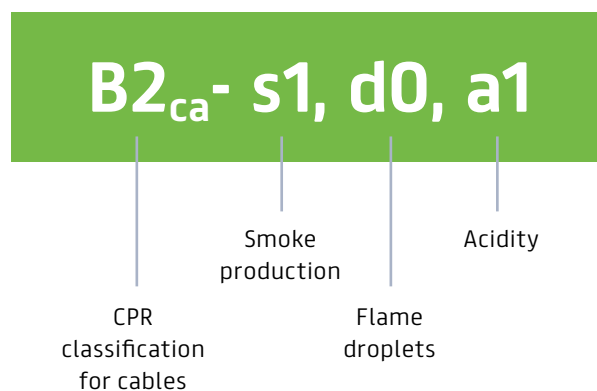 B2ca- s1, d0, a1
Smoke
production
Acidity
CPR
classification
for cables
Flame
droplets